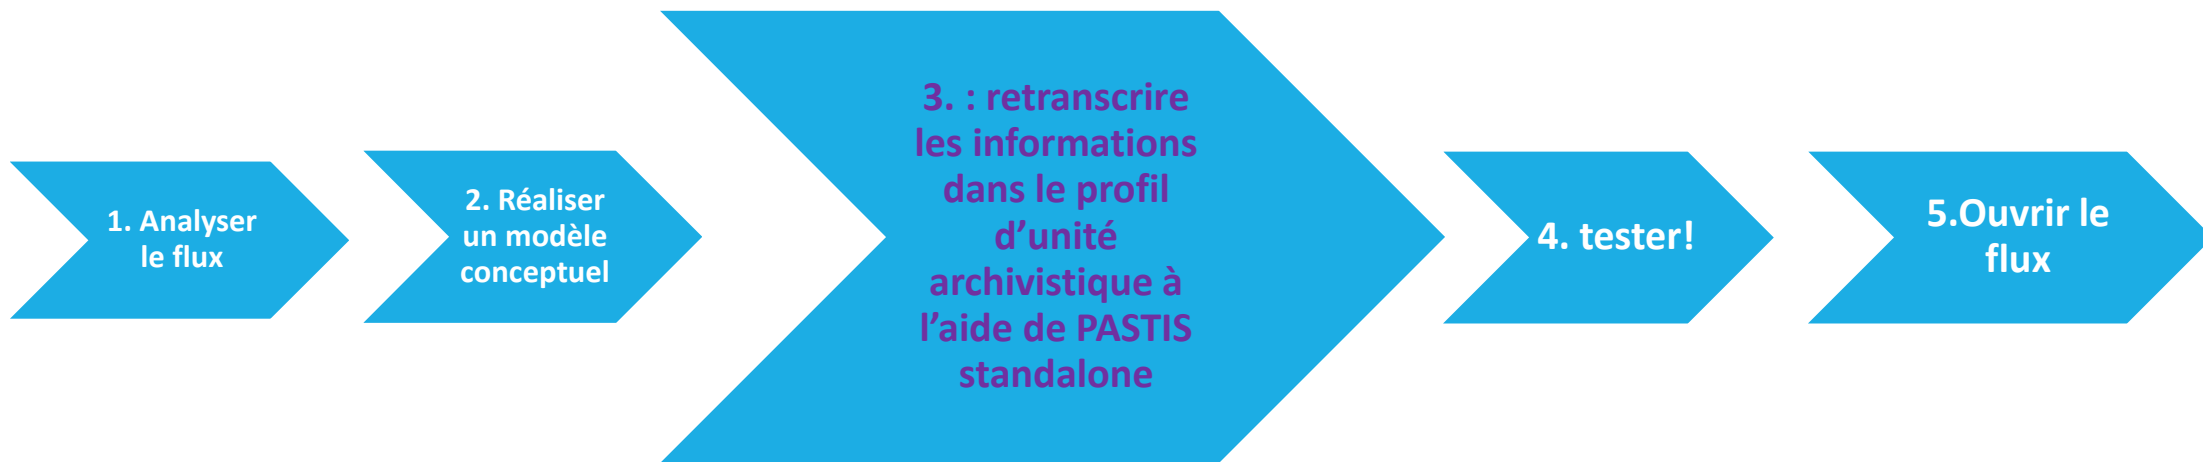 1. Analyser
le flux
2. Réaliser
un modèle
conceptuel
3. : retranscrire
les informations
dans le profil
d’unité
archivistique à
l’aide de PASTIS
standalone
4. tester!
5.Ouvrir le
flux